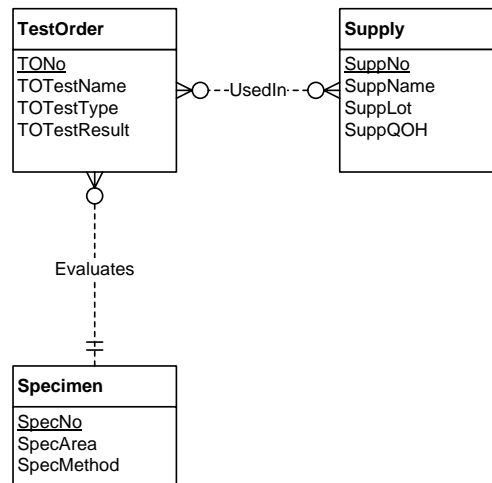 TestOrder
TONo
TOTestName
TOTestType
TOTestResult
UsedIn
Supply
SuppNo
SuppName
SuppLot
SuppQOH
Evaluates
Specimen
SpecNo
SpecArea
SpecMethod